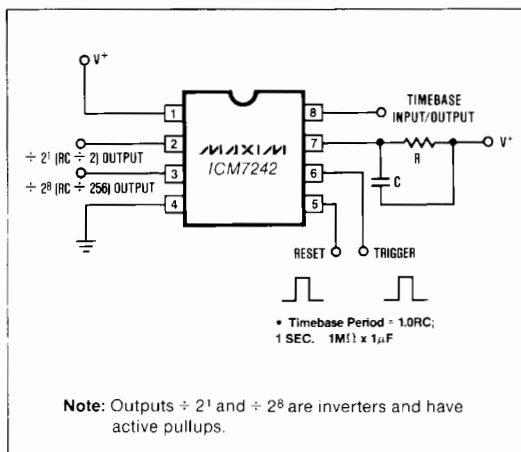 V+
1
2
3
4
8
7
6
5
MAXIM
ICM7242
÷ 2¹ (RC ÷ 2) OUTPUT
÷ 2⁸ (RC ÷ 256) OUTPUT
TIMEBASE
INPUT/OUTPUT
R
V+
C
RESET
TRIGGER
• Timebase Period = 1.0RC;
1 SEC. 1MΩ x 1µF
Note: Outputs ÷ 2¹ and ÷ 2⁸ are inverters and have
active pullups.